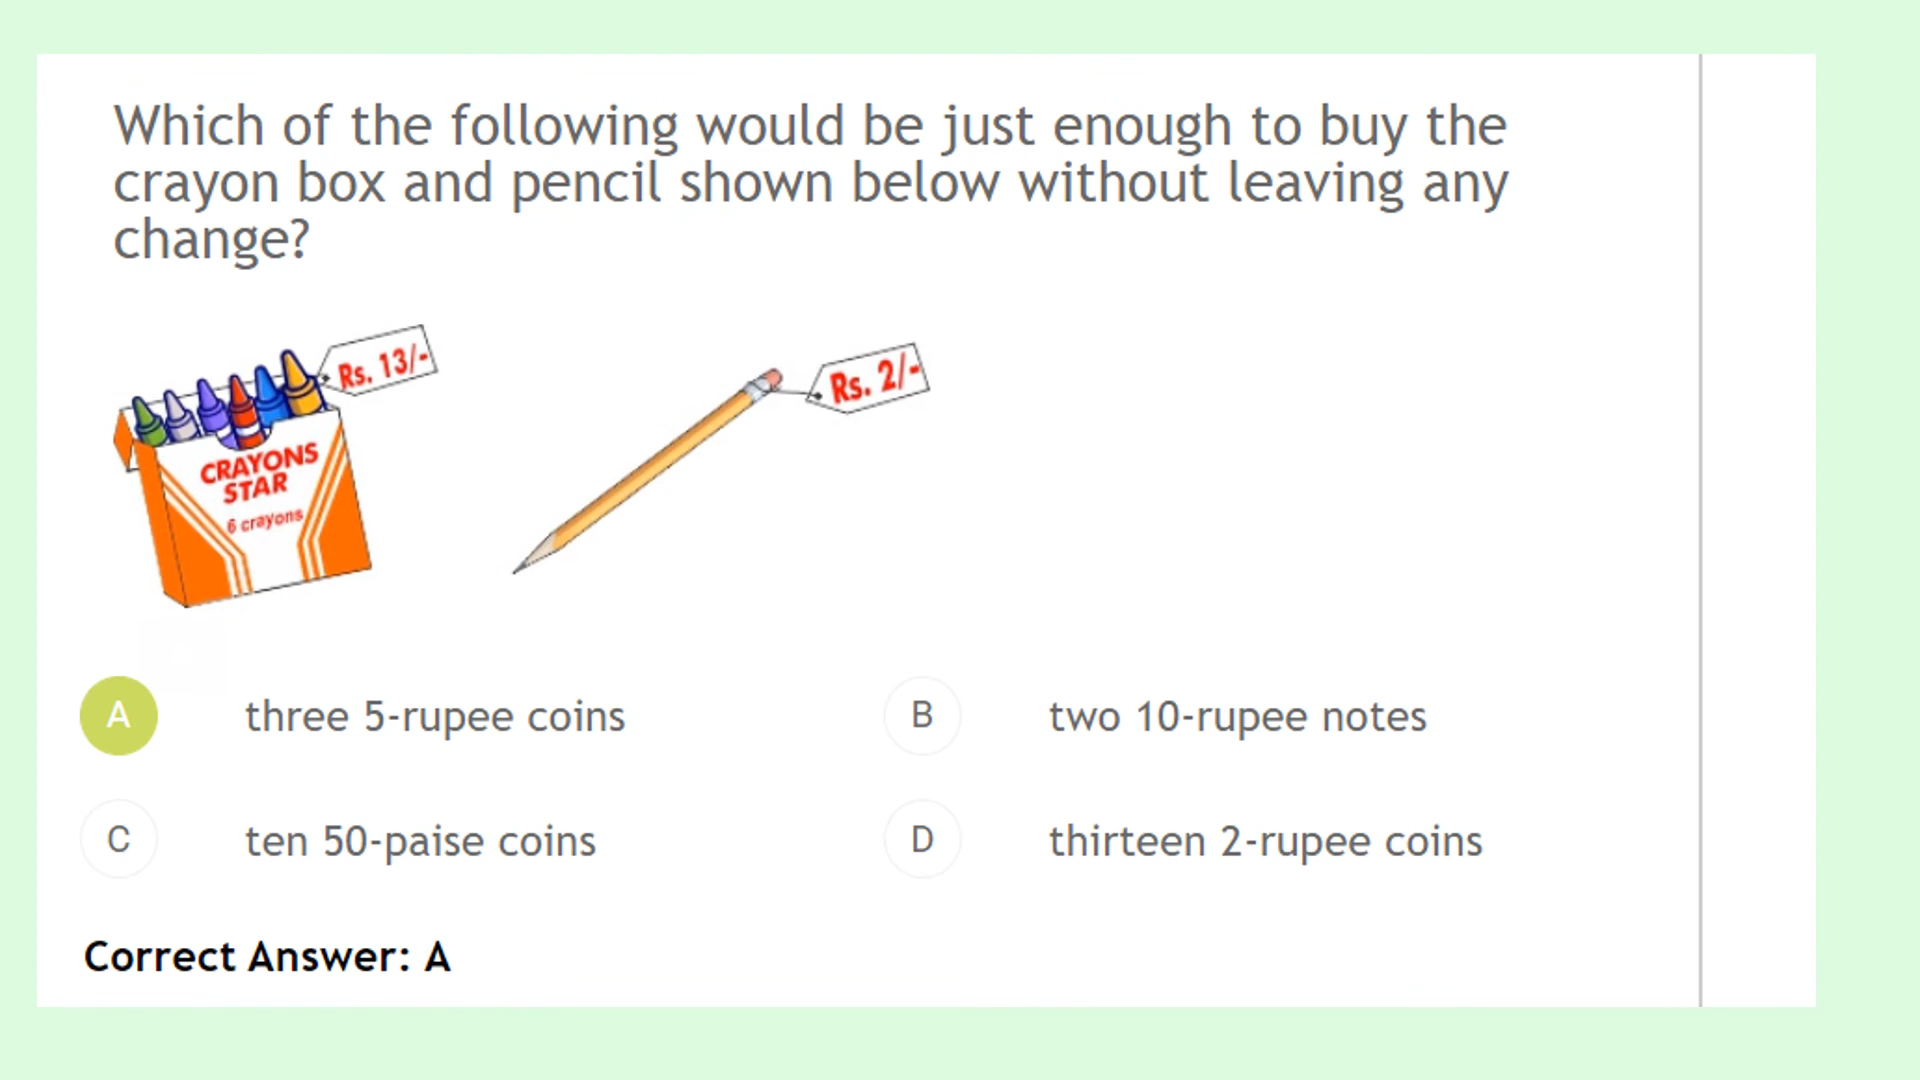 Which of the following would be just enough to buy the
crayon box and pencil shown below without leaving any
change?
Rs. 13/-
Rs. 2/-
CRAYONS
STAR
6 crayons
A three 5-rupee coins
B two 10-rupee notes
C ten 50-paise coins
D thirteen 2-rupee coins
Correct Answer: A